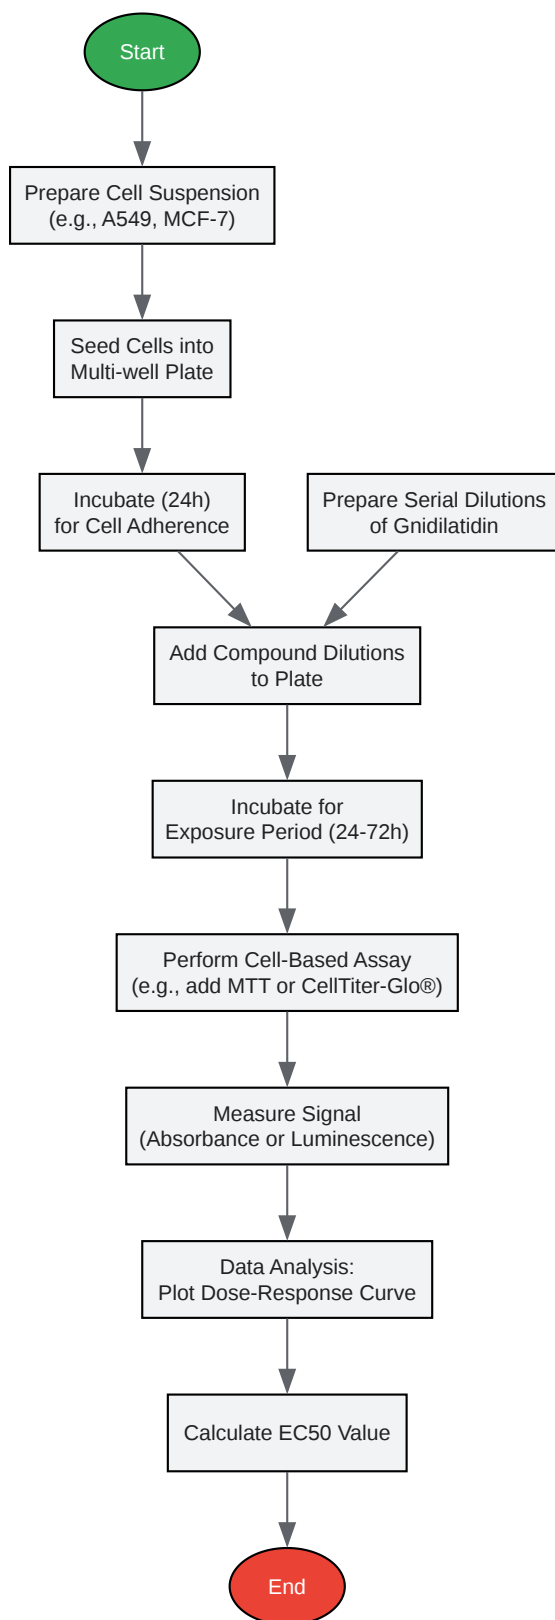 Start
Prepare Cell Suspension
(e.g., A549, MCF-7)
Seed Cells into
Multi-well Plate
Incubate (24h)
for Cell Adherence
Prepare Serial Dilutions
of Gnidilatidin
Add Compound Dilutions
to Plate
Incubate for
Exposure Period (24-72h)
Perform Cell-Based Assay
(e.g., add MTT or CellTiter-Glo®)
Measure Signal
(Absorbance or Luminescence)
Data Analysis:
Plot Dose-Response Curve
Calculate EC50 Value
End